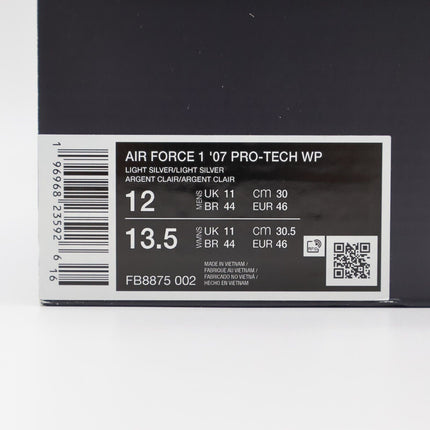 AIR FORCE 1 '07 PRO-TECH WP
LIGHT SILVER/LIGHT SILVER
ARGENT CLAIR/ARGENT CLAIR
12 MENS UK 11 CM 30
BR 44 EUR 46
13.5 WMNS UK 11 CM 30.5
BR 44 EUR 46
MADE IN VIETNAM /
FABRIQUÉ AU VIETNAM /
FABRICADO NO VIETNÃ /
HECHO EN VIETNAM
FB8875 002
1 96968 23592 6 16